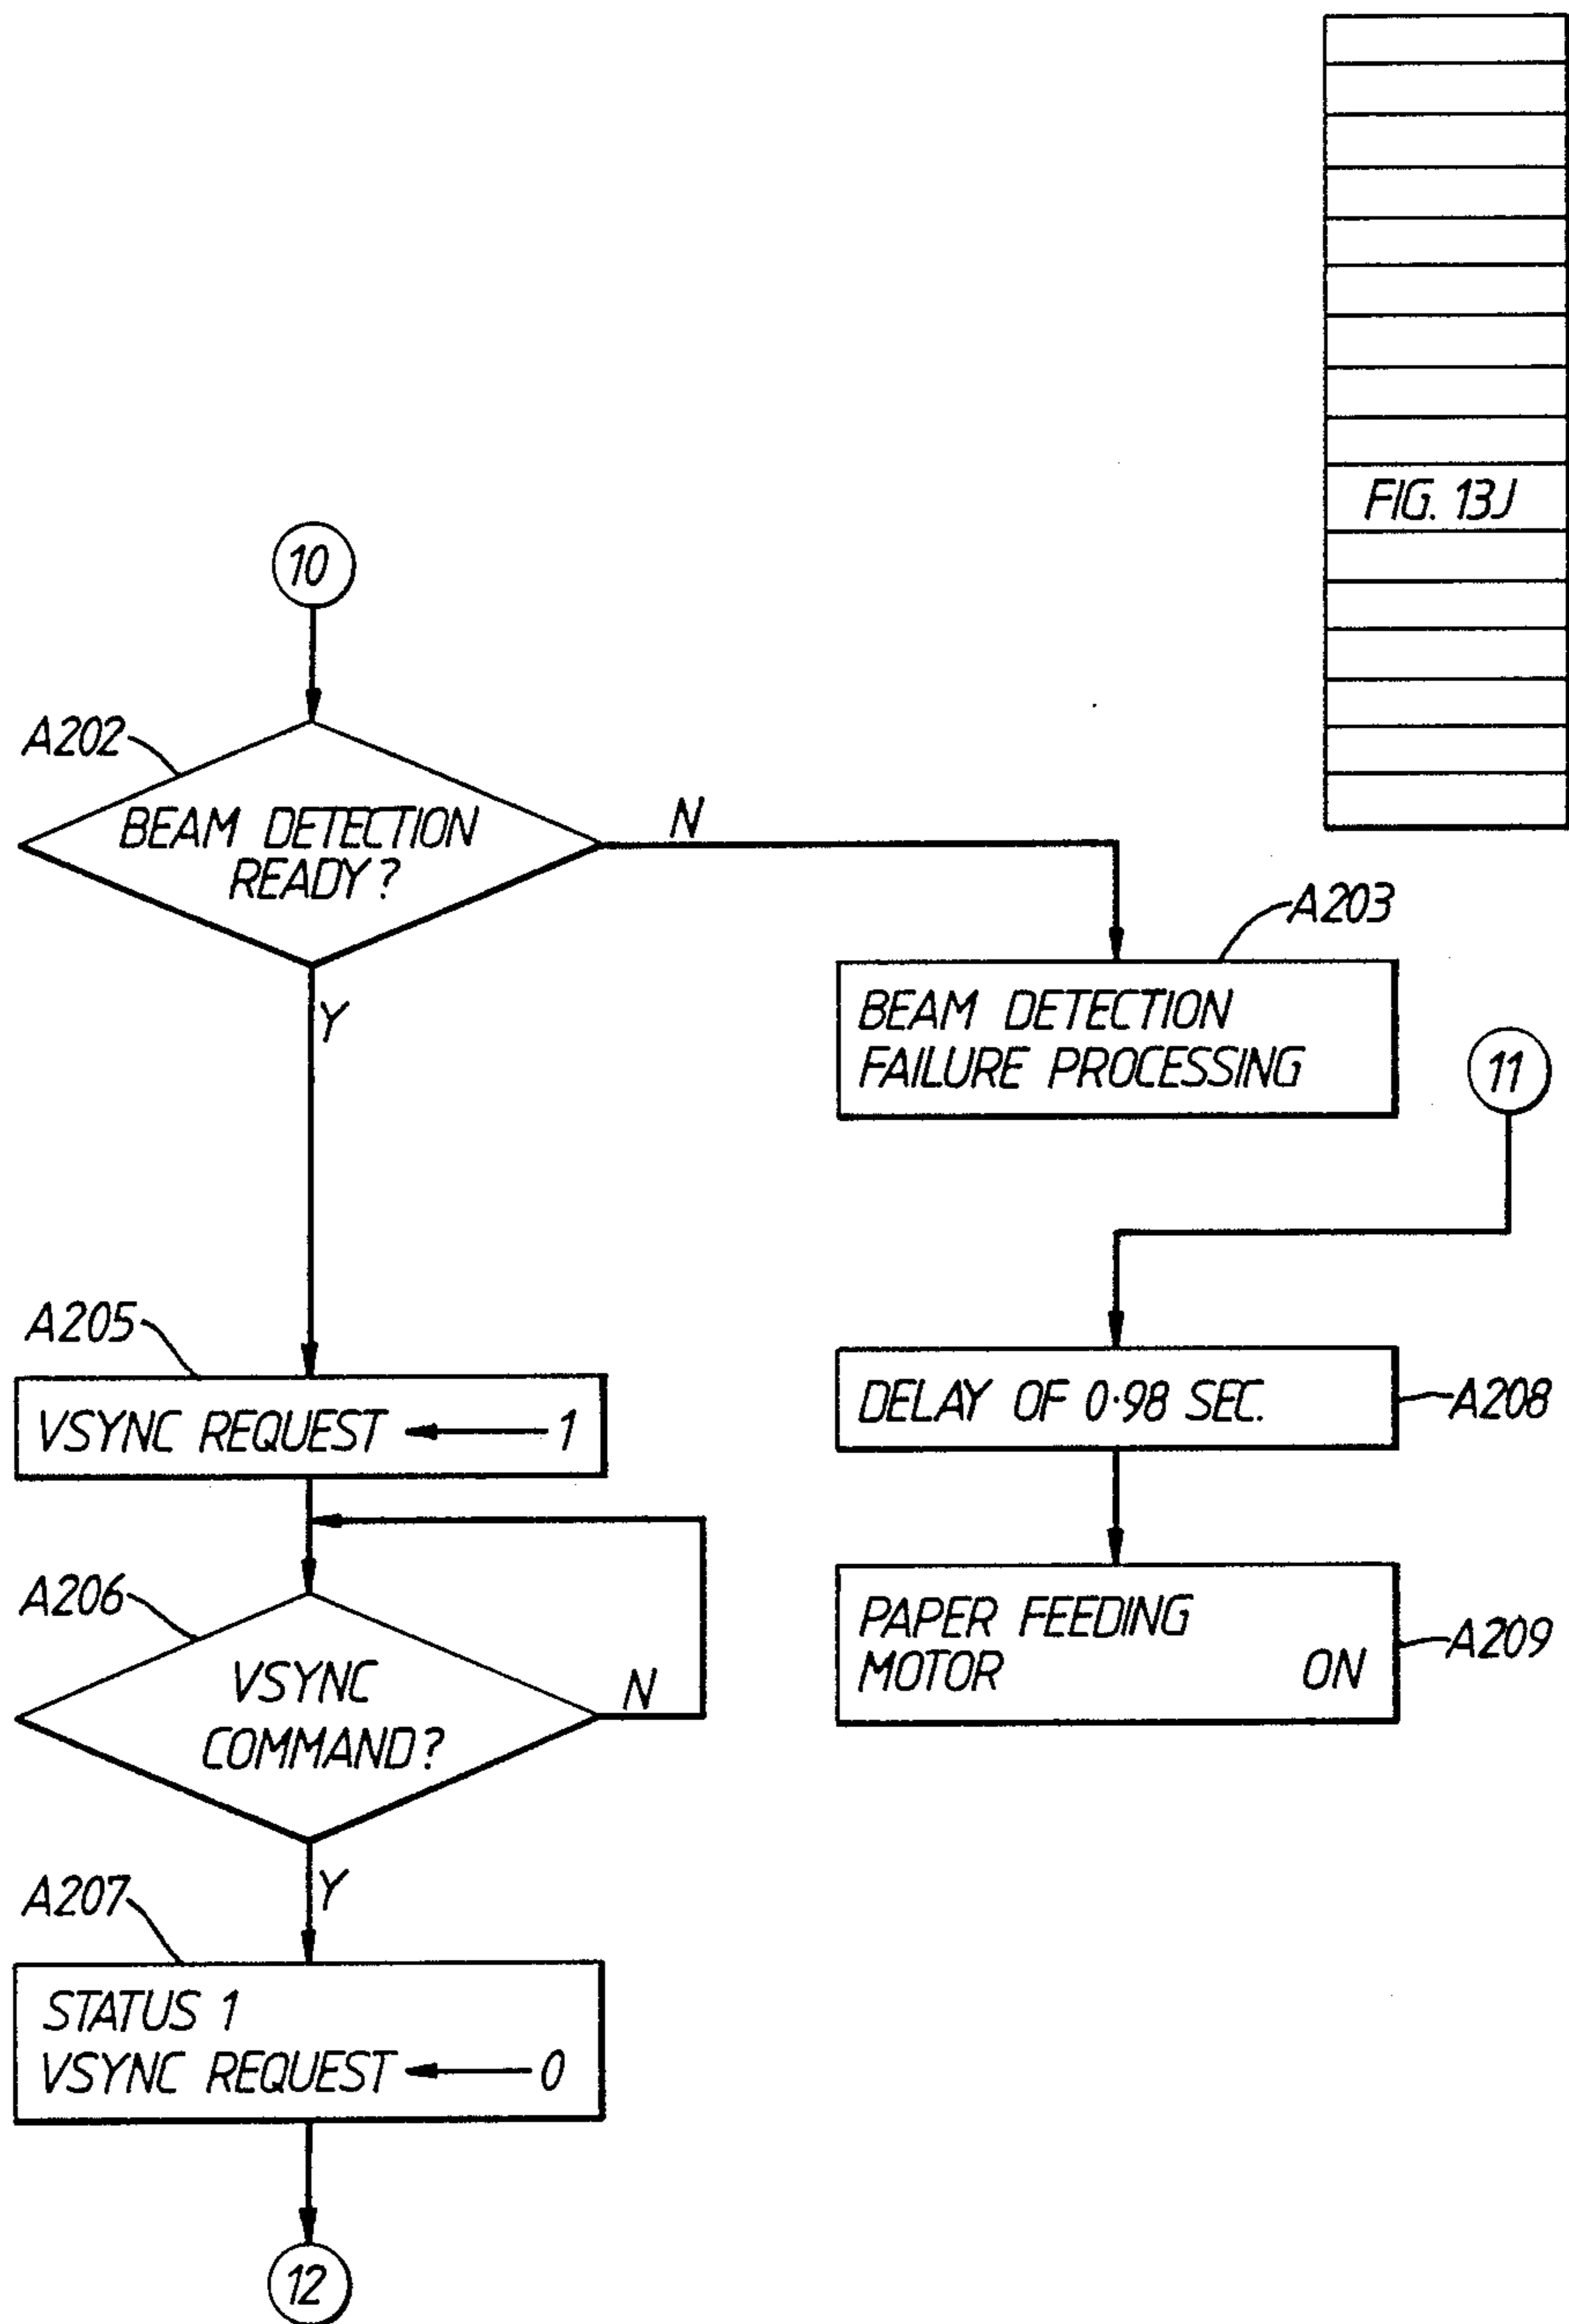 FIG. 13J
10
A202
BEAM DETECTION
READY?
N
Y
A203
BEAM DETECTION
FAILURE PROCESSING
11
A205
VSYNC REQUEST ← 1
A208
DELAY OF 0·98 SEC.
A206
VSYNC
COMMAND?
N
Y
A209
PAPER FEEDING
MOTOR ON
A207
STATUS 1
VSYNC REQUEST ← 0
12